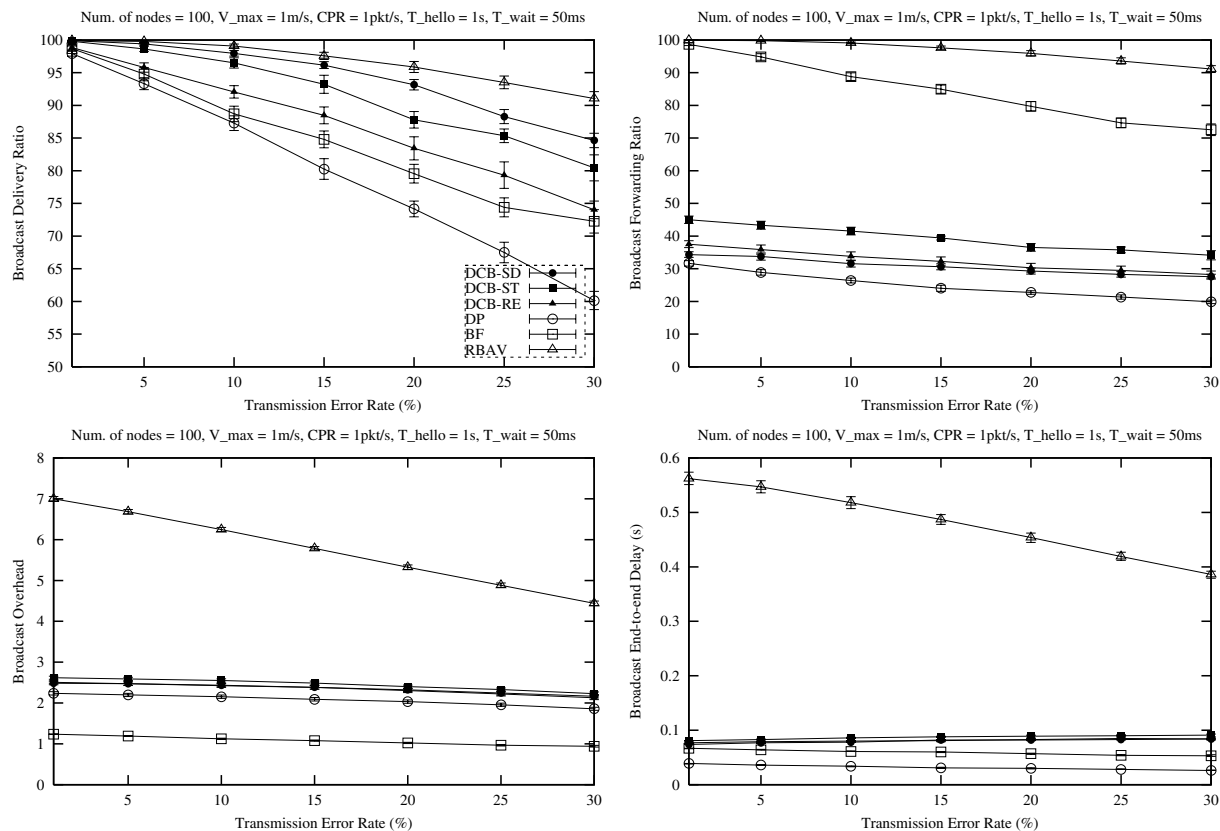 Num. of nodes = 100, V_max = 1m/s, CPR = 1pkt/s, T_hello = 1s, T_wait = 50ms
100
95
90
85
80
75
70
65
60
55
50
Broadcast Delivery Ratio
DCB-SD
DCB-ST
DCB-RE
DP
BF
RBAV
5 10 15 20 25 30
Transmission Error Rate (%)
Num. of nodes = 100, V_max = 1m/s, CPR = 1pkt/s, T_hello = 1s, T_wait = 50ms
100
90
80
70
60
50
40
30
20
10
0
Broadcast Forwarding Ratio
5 10 15 20 25 30
Transmission Error Rate (%)
Num. of nodes = 100, V_max = 1m/s, CPR = 1pkt/s, T_hello = 1s, T_wait = 50ms
8
7
6
5
4
3
2
1
0
Broadcast Overhead
5 10 15 20 25 30
Transmission Error Rate (%)
Num. of nodes = 100, V_max = 1m/s, CPR = 1pkt/s, T_hello = 1s, T_wait = 50ms
0.6
0.5
0.4
0.3
0.2
0.1
0
Broadcast End-to-end Delay (s)
5 10 15 20 25 30
Transmission Error Rate (%)